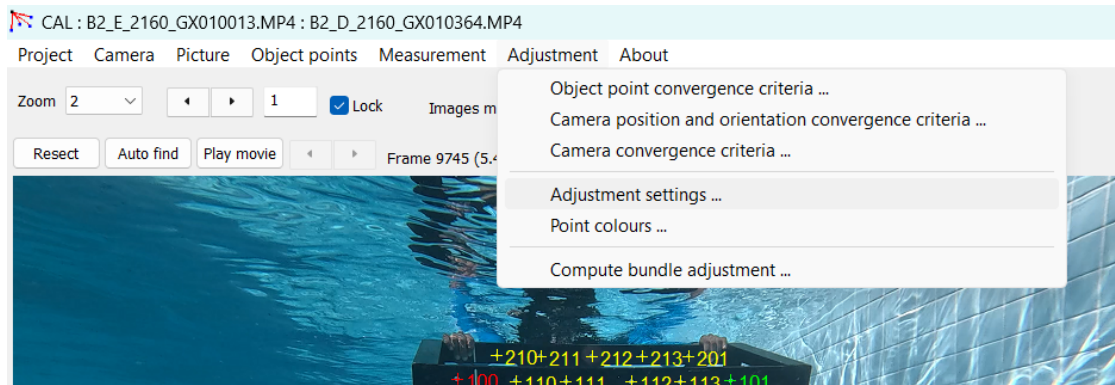 CAL : B2_E_2160_GX010013.MP4 : B2_D_2160_GX010364.MP4
Project Camera Picture Object points Measurement Adjustment About
Zoom 2 1 Lock Images m
Object point convergence criteria ...
Camera position and orientation convergence criteria ...
Camera convergence criteria ...
Resect Auto find Play movie Frame 9745 (5.4
Adjustment settings ...
Point colours ...
Compute bundle adjustment ...
+210+211 +212+213+201
+100 +110+111 +112+113+101